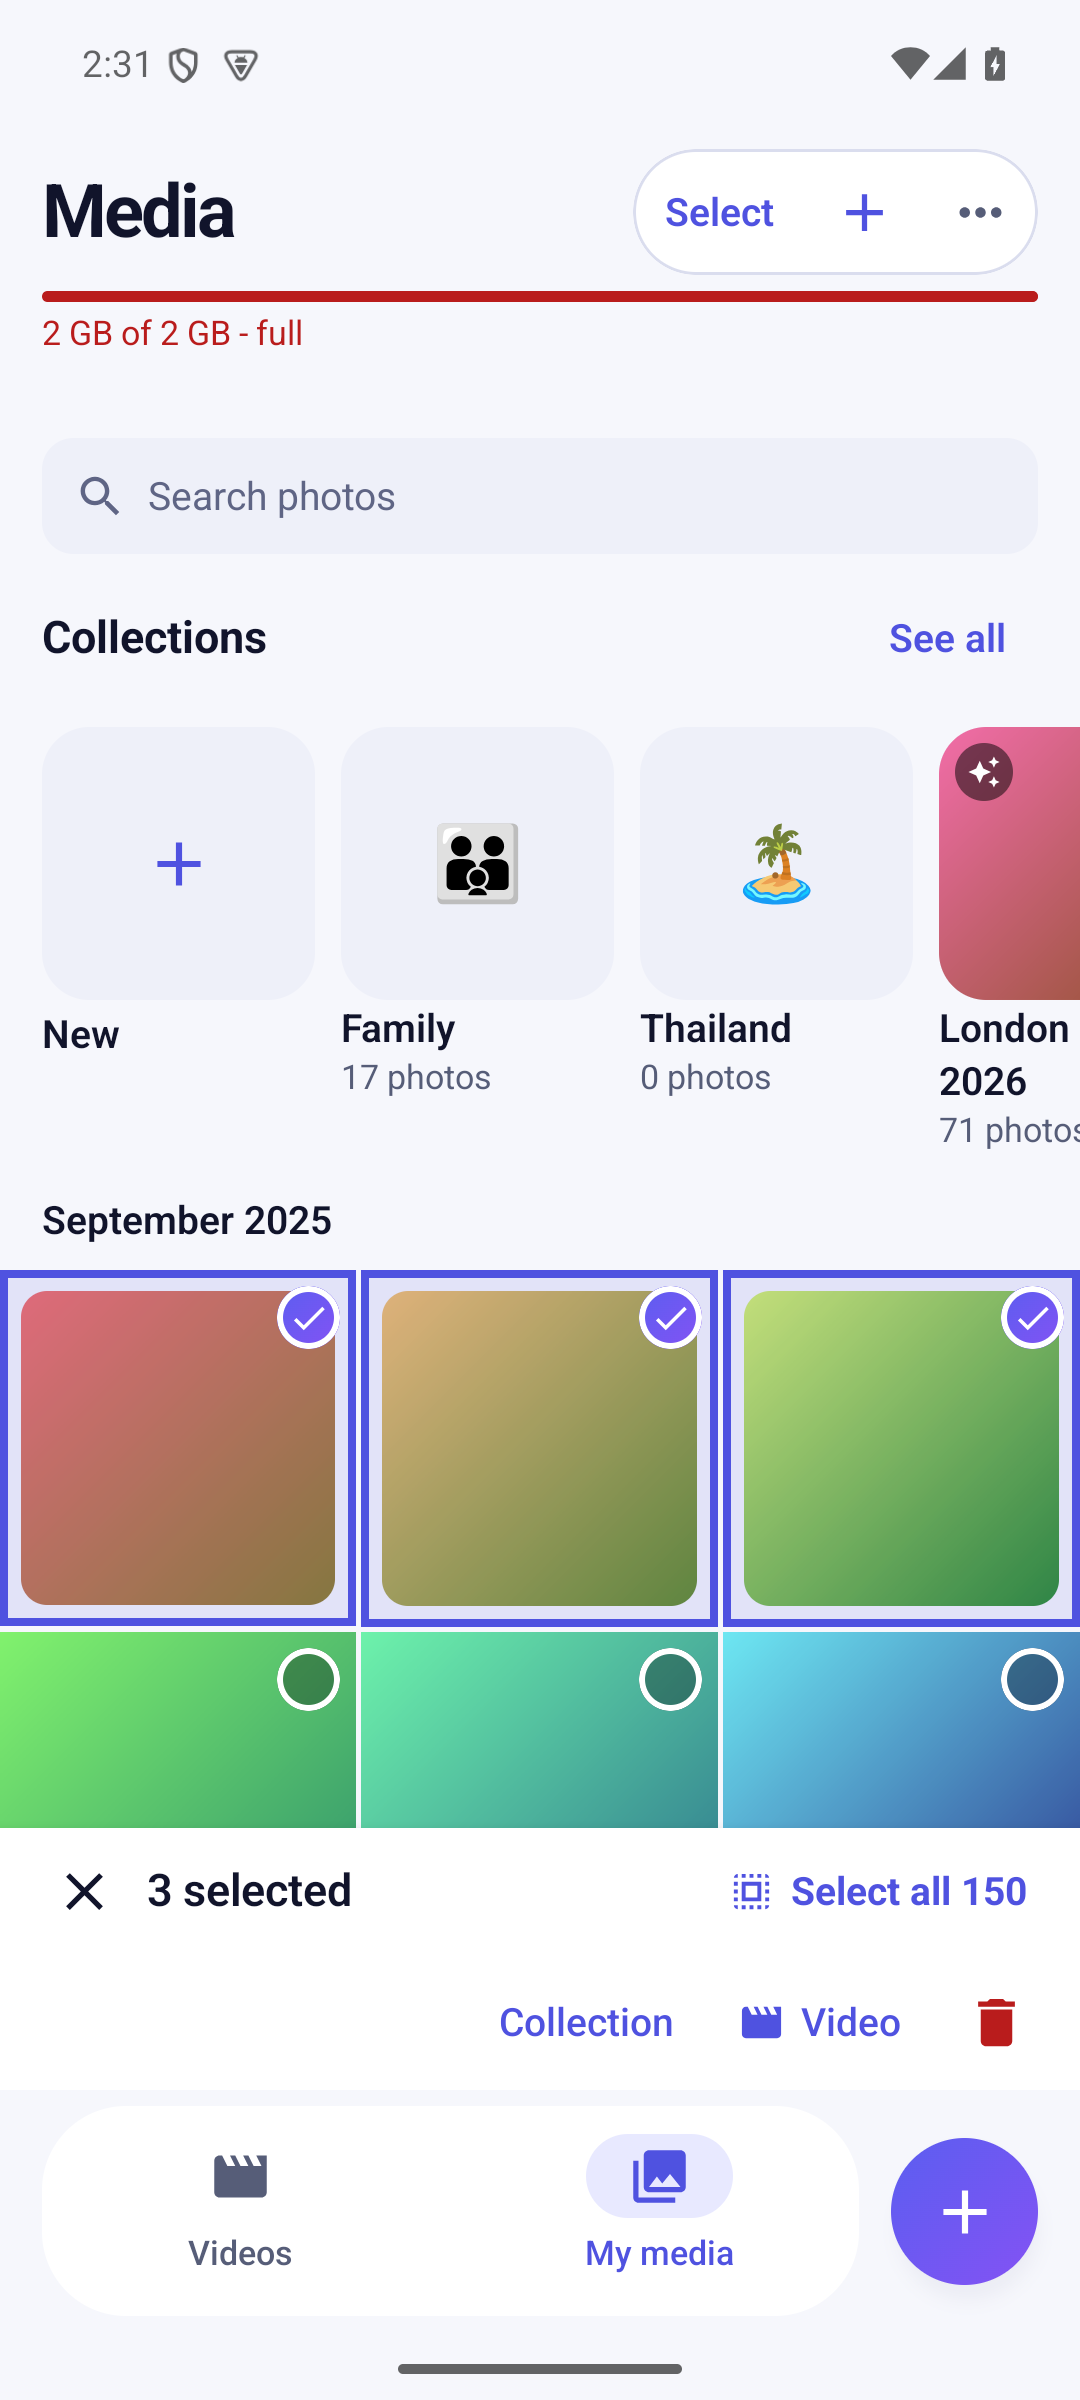 2:31
Media
Select
2 GB of 2 GB - full
Search photos
Collections
See all
New
Family
17 photos
Thailand
0 photos
London
2026
71 photos
September 2025
3 selected
Select all 150
Collection
Video
Videos
My media